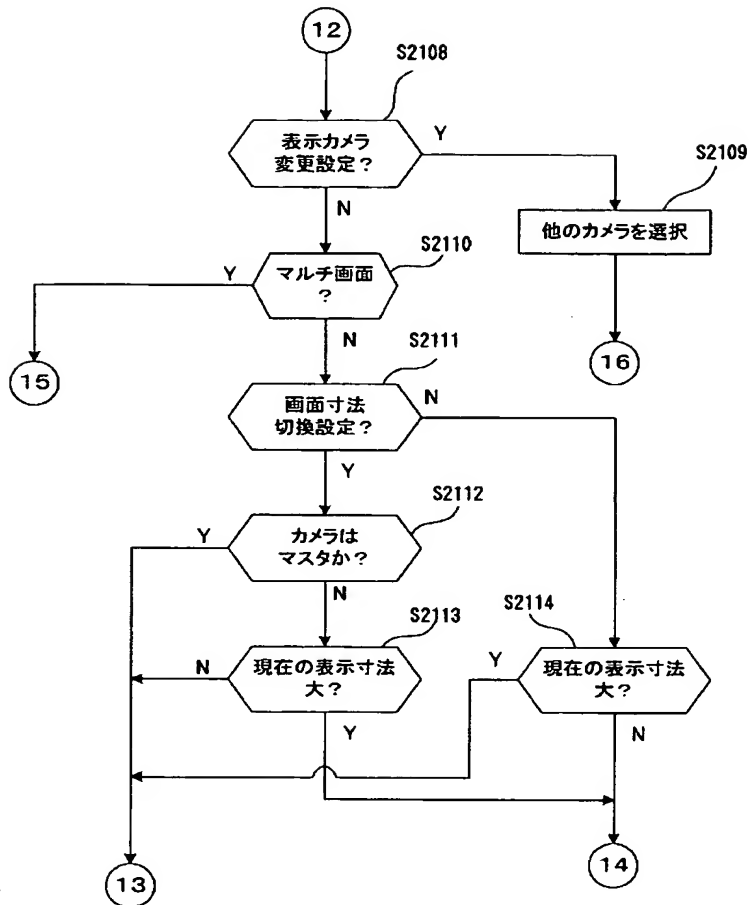 12
S2108
表示カメラ
変更設定？
Y
N
S2109
他のカメラを選択
16
S2110
マルチ画面
？
Y
N
15
S2111
画面寸法
切換設定？
N
Y
S2112
カメラは
マスタか？
Y
N
S2113
現在の表示寸法
大？
N
Y
S2114
現在の表示寸法
大？
Y
N
13
14